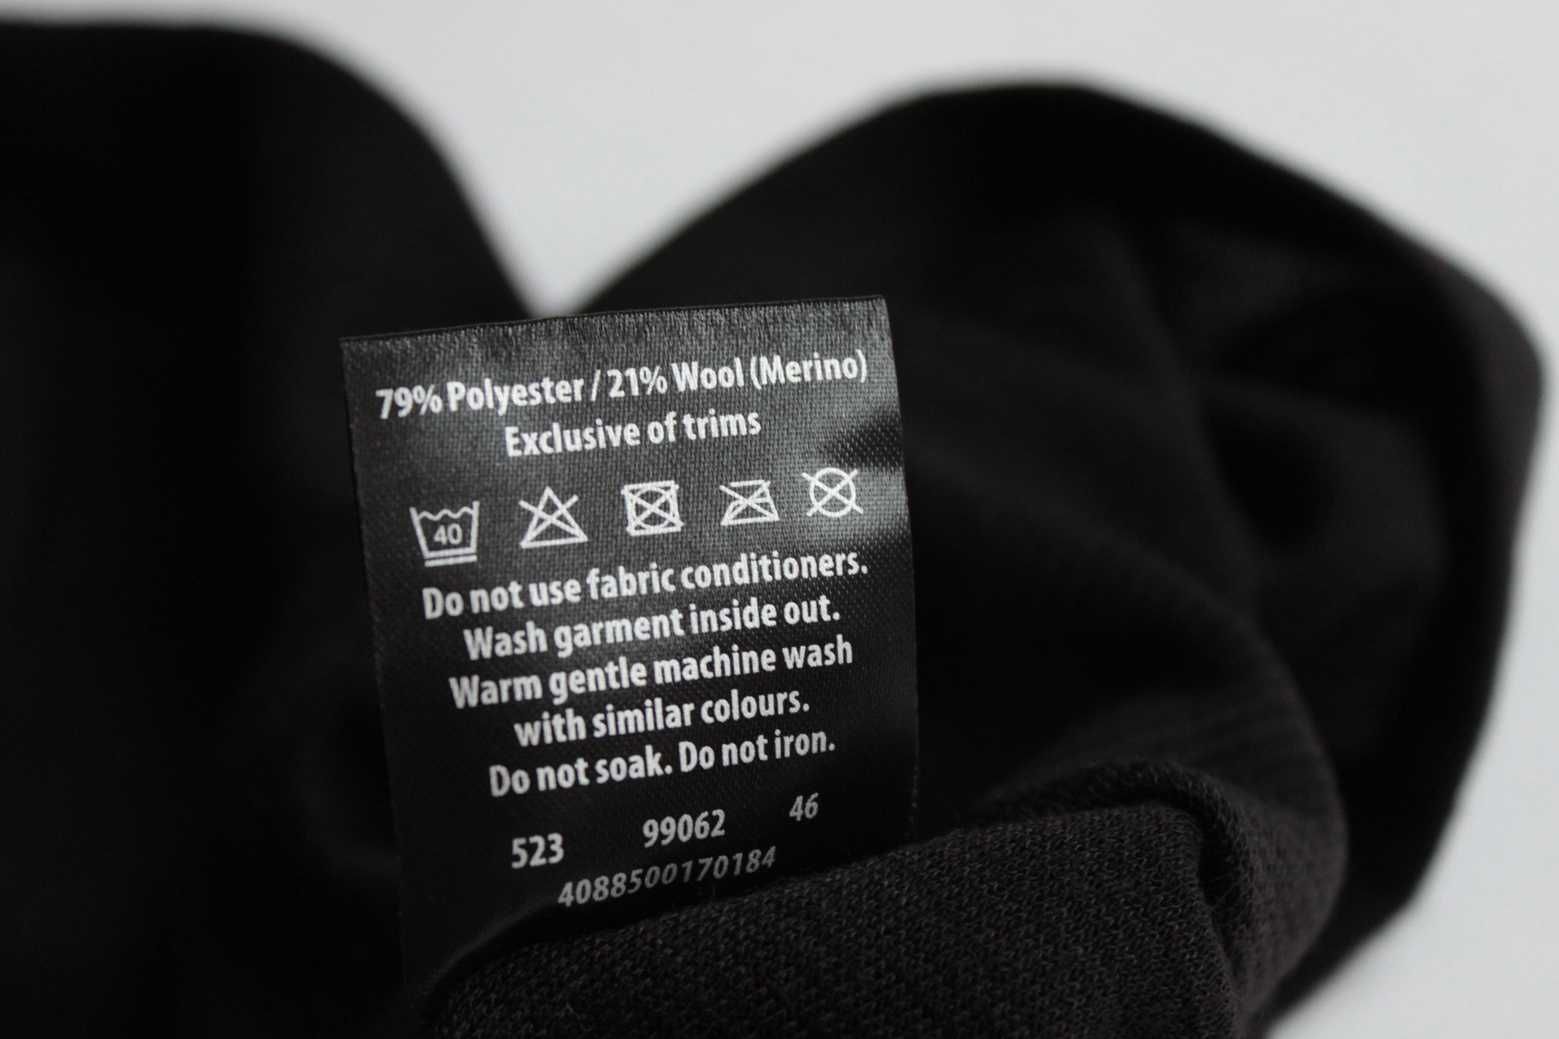 79% Polyester / 21% Wool (Merino)
Exclusive of trims
40
Do not use fabric conditioners.
Wash garment inside out.
Warm gentle machine wash
with similar colours.
Do not soak. Do not iron.
523 99062 46
4088500170184